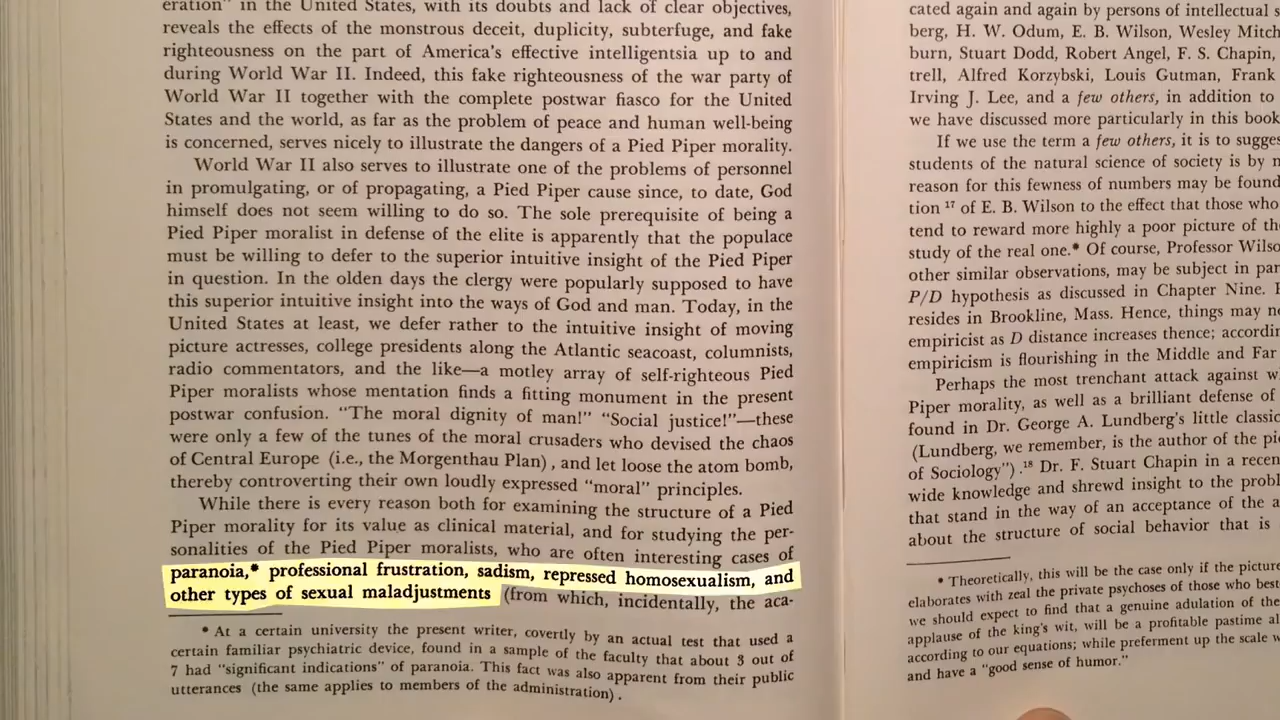 eration" in the United States, with its doubts and lack of clear objectives,
reveals the effects of the monstrous deceit, duplicity, subterfuge, and fake
righteousness on the part of America's effective intelligentsia up to and
during World War II. Indeed, this fake righteousness of the war party of
World War II together with the complete postwar fiasco for the United
States and the world, as far as the problem of peace and human well-being
is concerned, serves nicely to illustrate the dangers of a Pied Piper morality.
World War II also serves to illustrate one of the problems of personnel
in promulgating, or of propagating, a Pied Piper cause since, to date, God
himself does not seem willing to do so. The sole prerequisite of being a
Pied Piper moralist in defense of the elite is apparently that the populace
must be willing to defer to the superior intuitive insight of the Pied Piper
in question. In the olden days the clergy were popularly supposed to have
this superior intuitive insight into the ways of God and man. Today, in the
United States at least, we defer rather to the intuitive insight of moving
picture actresses, college presidents along the Atlantic seacoast, columnists,
radio commentators, and the like—a motley array of self-righteous Pied
Piper moralists whose mentation finds a fitting monument in the present
postwar confusion. "The moral dignity of man!" "Social justice!"—these
were only a few of the tunes of the moral crusaders who devised the chaos
of Central Europe (i.e., the Morgenthau Plan), and let loose the atom bomb,
thereby controverting their own loudly expressed "moral" principles.
While there is every reason both for examining the structure of a Pied
Piper morality for its value as clinical material, and for studying the per-
sonalities of the Pied Piper moralists, who are often interesting cases of
paranoia,* professional frustration, sadism, repressed homosexualism, and
other types of sexual maladjustments (from which, incidentally, the aca-
* At a certain university the present writer, covertly by an actual test that used a
certain familiar psychiatric device, found in a sample of the faculty that about 3 out of
7 had "significant indications" of paranoia. This fact was also apparent from their public
utterances (the same applies to members of the administration).
cated again and again by persons of intellectual
berg, H. W. Odum, E. B. Wilson, Wesley
burn, Stuart Dodd, Robert Angel, F. S. Chapin,
trell, Alfred Korzybski, Louis Gutman, Frank
Irving J. Lee, and a few others, in addition to
we have discussed more particularly in this book
If we use the term a few others, it is to
students of the natural science of society is by
reason for this fewness of numbers may be found
tion 17 of E. B. Wilson to the effect that those who
tend to reward more highly a poor picture of
study of the real one.* Of course, Professor
other similar observations, may be subject in
P/D hypothesis as discussed in Chapter Nine.
resides in Brookline, Mass. Hence, things may
empiricist as D distance increases thence;
empiricism is flourishing in the Middle and Far
Perhaps the most trenchant attack against
Piper morality, as well as a brilliant defense of
found in Dr. George A. Lundberg's little
(Lundberg, we remember, is the author of the
of Sociology").18 Dr. F. Stuart Chapin in a
wide knowledge and shrewd insight to the
that stand in the way of an acceptance of the
about the structure of social behavior that is
* Theoretically, this will be the case only if the
elaborates with zeal the private psychoses of those who
we should expect to find that a genuine adulation of the
applause of the king's wit, will be a profitable pastime
according to our equations; while preferment up the scale
and have a "good sense of humor."